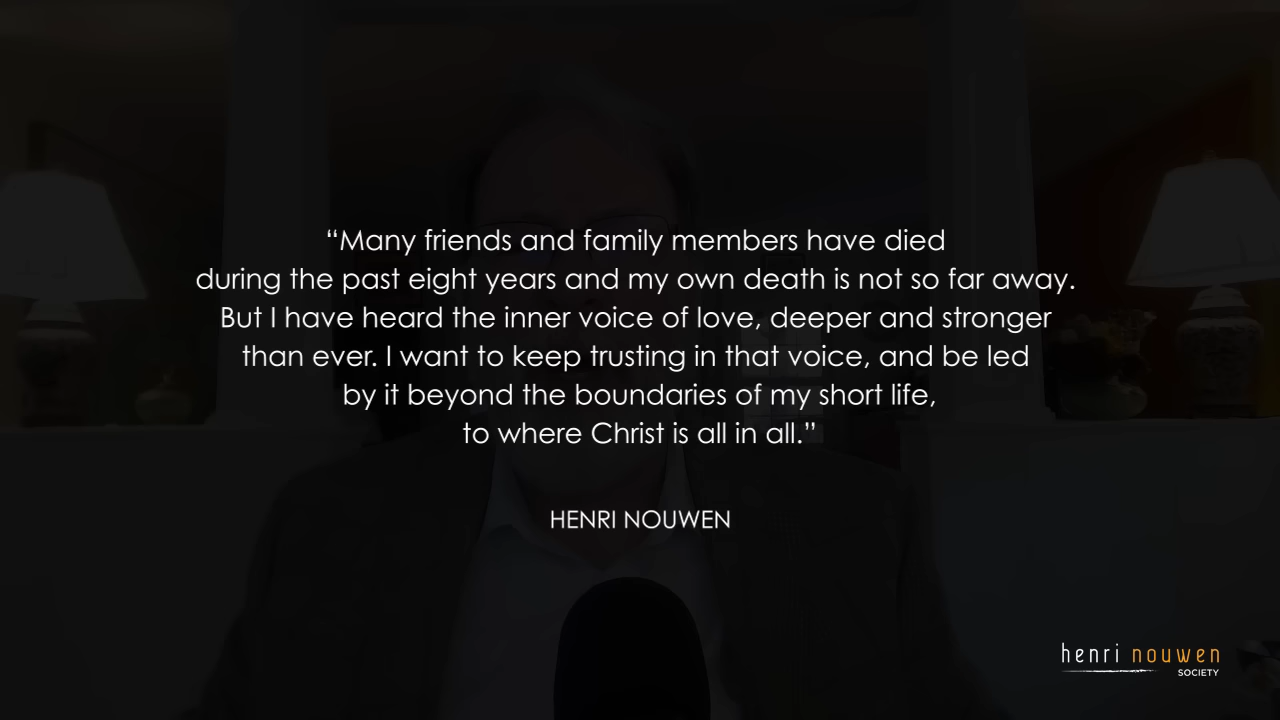 “Many friends and family members have died
during the past eight years and my own death is not so far away.
But I have heard the inner voice of love, deeper and stronger
than ever. I want to keep trusting in that voice, and be led
by it beyond the boundaries of my short life,
to where Christ is all in all.”
HENRI NOUWEN
henri nouwen
SOCIETY